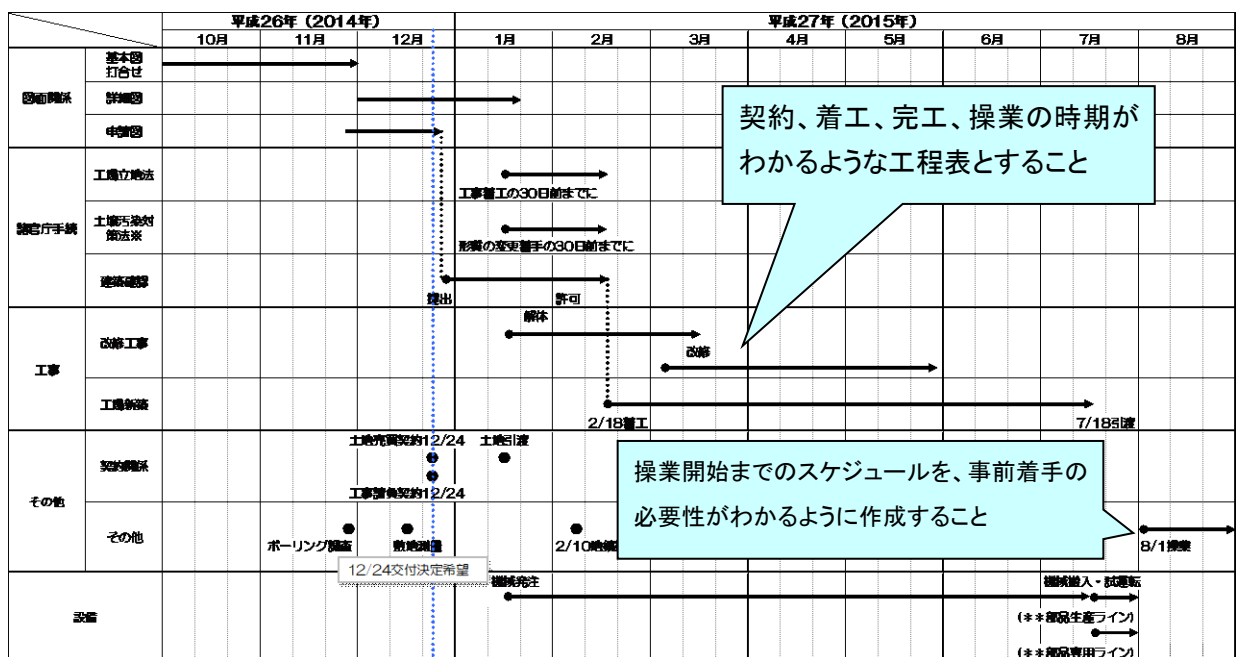 平成26年（2014年）
平成27年（2015年）
10月
11月
12月
1月
2月
3月
4月
5月
6月
7月
8月
図面関係
基本図
打合せ
詳細図
申請図
契約、着工、完工、操業の時期が
わかるような工程表とすること
諸官庁手続
工場立地法
工事着工の30日前までに
土壌汚染対
策法※
形質の変更着手の30日前までに
建築確認
提出
許可
工事
改修工事
解体
改修
工場新築
2/18着工
7/18引渡
その他
契約関係
土地売買契約12/24
土地引渡
工事請負契約12/24
操業開始までのスケジュールを、事前着手の
必要性がわかるように作成すること
その他
ボーリング調査
敷地測量
2/10地鎮
8/1操業
12/24交付決定希望
設備
機械発注
機械搬入・試運転
(＊＊部品生産ライン)
(＊＊部品専用ライン)